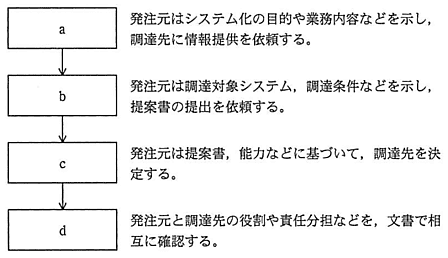 a
発注元はシステム化の目的や業務内容などを示し，
調達先に情報提供を依頼する。
b
発注元は調達対象システム，調達条件などを示し，
提案書の提出を依頼する。
c
発注元は提案書，能力などに基づいて，調達先を決
定する。
d
発注元と調達先の役割や責任分担などを，文書で相
互に確認する。